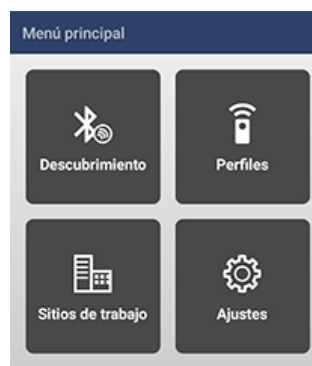 Menú principal
Descubrimiento
Perfiles
Sitios de trabajo
Ajustes